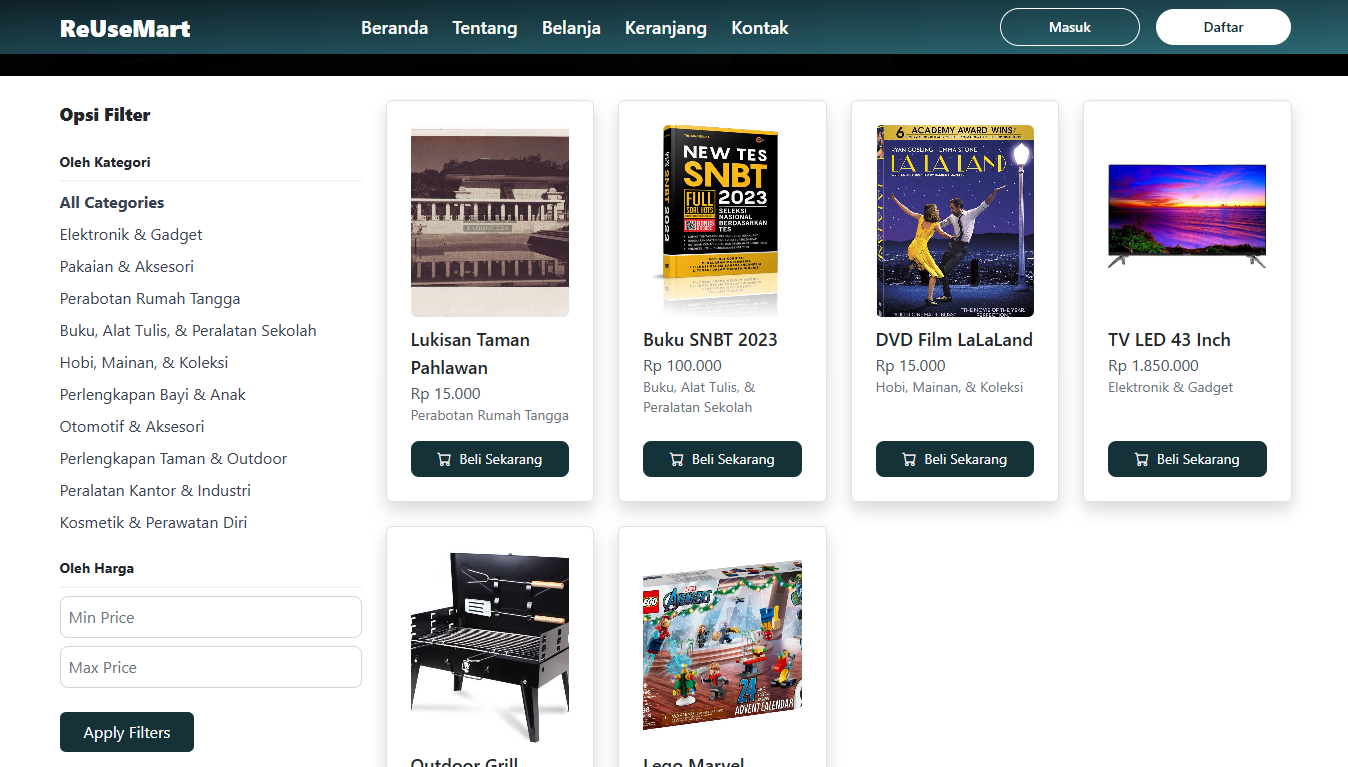 ReUseMart
Beranda
Tentang
Belanja
Keranjang
Kontak
Masuk
Daftar
Opsi Filter
Oleh Kategori
All Categories
Elektronik & Gadget
Pakaian & Aksesori
Perabotan Rumah Tangga
Buku, Alat Tulis, & Peralatan Sekolah
Hobi, Mainan, & Koleksi
Perlengkapan Bayi & Anak
Otomotif & Aksesori
Perlengkapan Taman & Outdoor
Peralatan Kantor & Industri
Kosmetik & Perawatan Diri
Oleh Harga
Min Price
Max Price
Apply Filters
INDONESIA
Lukisan Taman
Pahlawan
Rp 15.000
Perabotan Rumah Tangga
Beli Sekarang
NEW TES
SNBT
FULL
2023
SOAL HOTS
SELEKSI
NASIONAL
BERDASARKAN
TES
Buku SNBT 2023
Rp 100.000
Buku, Alat Tulis, &
Peralatan Sekolah
Beli Sekarang
6 ACADEMY AWARD WINS
RYAN GOSLING EMMA STONE
LA LA LAND
DVD Film LaLaLand
Rp 15.000
Hobi, Mainan, & Koleksi
Beli Sekarang
TV LED 43 Inch
Rp 1.850.000
Elektronik & Gadget
Beli Sekarang
Outdoor Grill
LEGO
MARVEL
AVENGERS
24
ADVENT CALENDAR
Lego Marvel